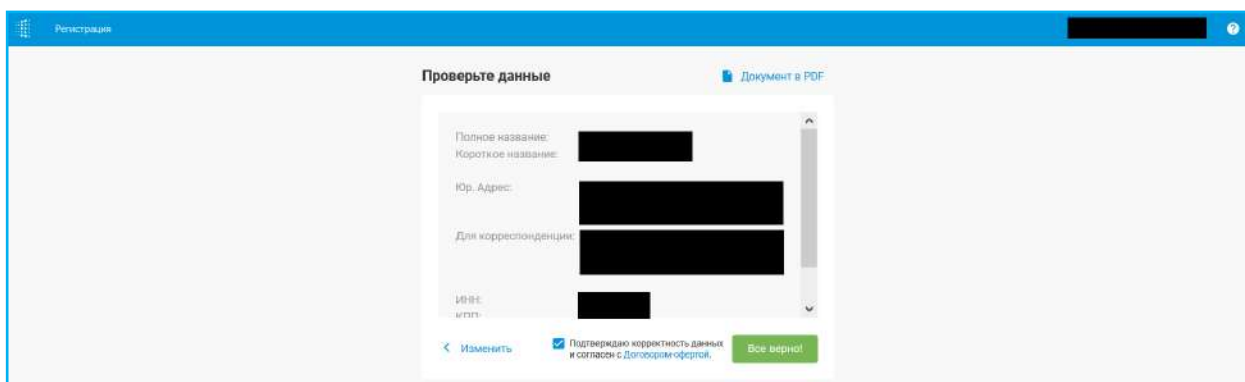 Регистрация
Проверьте данные
Документ в PDF
Полное название:
Короткое название:
Юр. Адрес:
Для корреспонденции:
ИНН:
КПП:
Изменить
Подтверждаю корректность данных
и согласен с Договором-офертой.
Все верно!